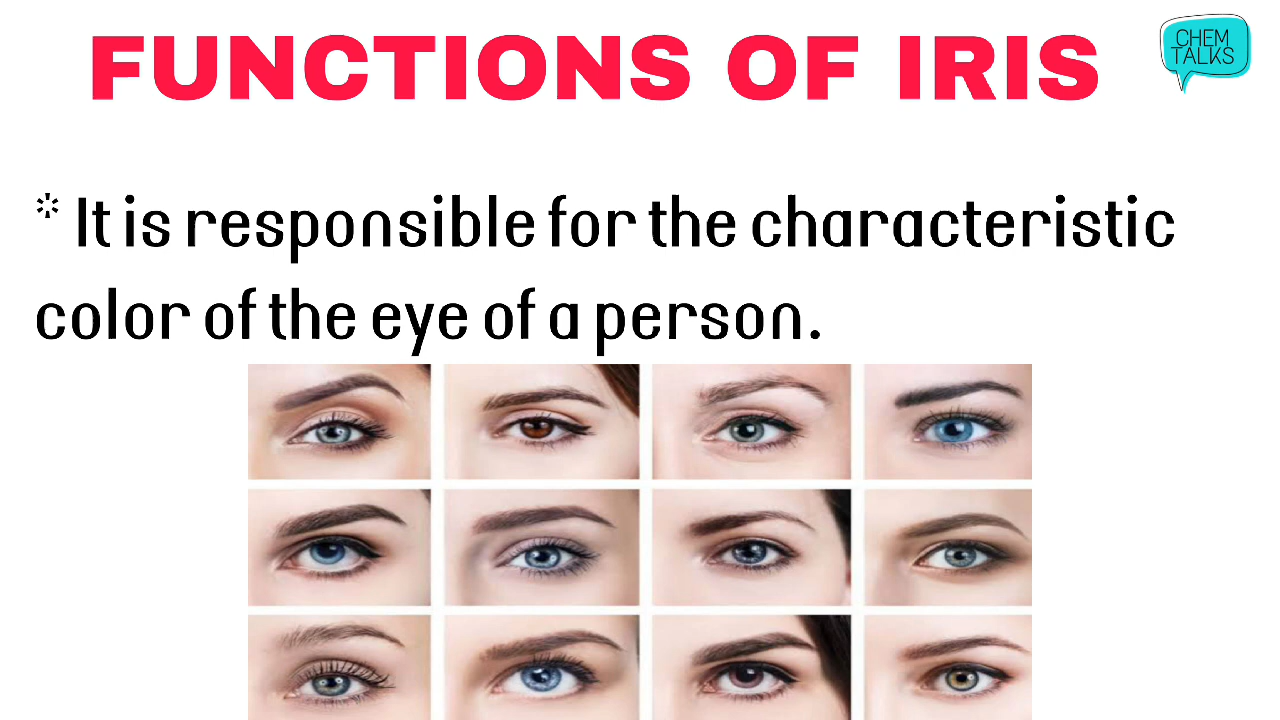 FUNCTIONS OF IRIS
CHEM
TALKS
* It is responsible for the characteristic
color of the eye of a person.